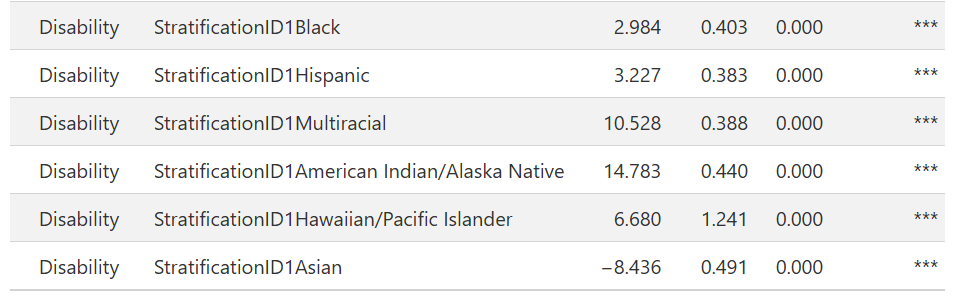 Disability StratificationID1Black 2.984 0.403 0.000 ***
Disability StratificationID1Hispanic 3.227 0.383 0.000 ***
Disability StratificationID1Multiracial 10.528 0.388 0.000 ***
Disability StratificationID1American Indian/Alaska Native 14.783 0.440 0.000 ***
Disability StratificationID1Hawaiian/Pacific Islander 6.680 1.241 0.000 ***
Disability StratificationID1Asian −8.436 0.491 0.000 ***